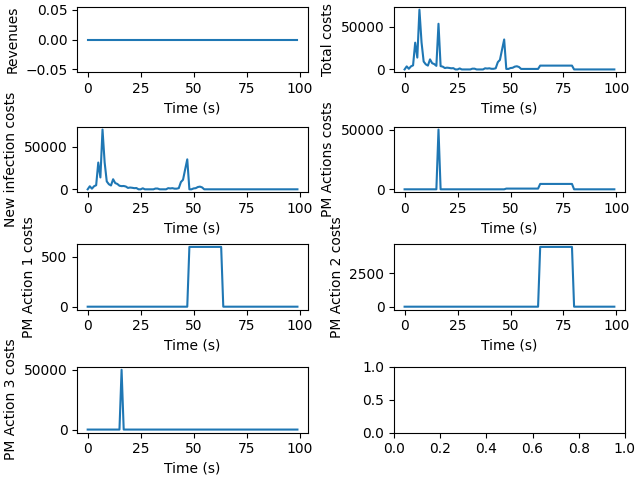 Revenues
0.05
0.00
−0.05
0 25 50 75 100
Time (s)
Total costs
50000
0
0 25 50 75 100
Time (s)
New infection costs
50000
0
0 25 50 75 100
Time (s)
PM Actions costs
50000
0
0 25 50 75 100
Time (s)
PM Action 1 costs
500
0
0 25 50 75 100
Time (s)
PM Action 2 costs
2500
0
0 25 50 75 100
Time (s)
PM Action 3 costs
50000
0
0 25 50 75 100
Time (s)
1.0
0.5
0.0
0.0 0.2 0.4 0.6 0.8 1.0